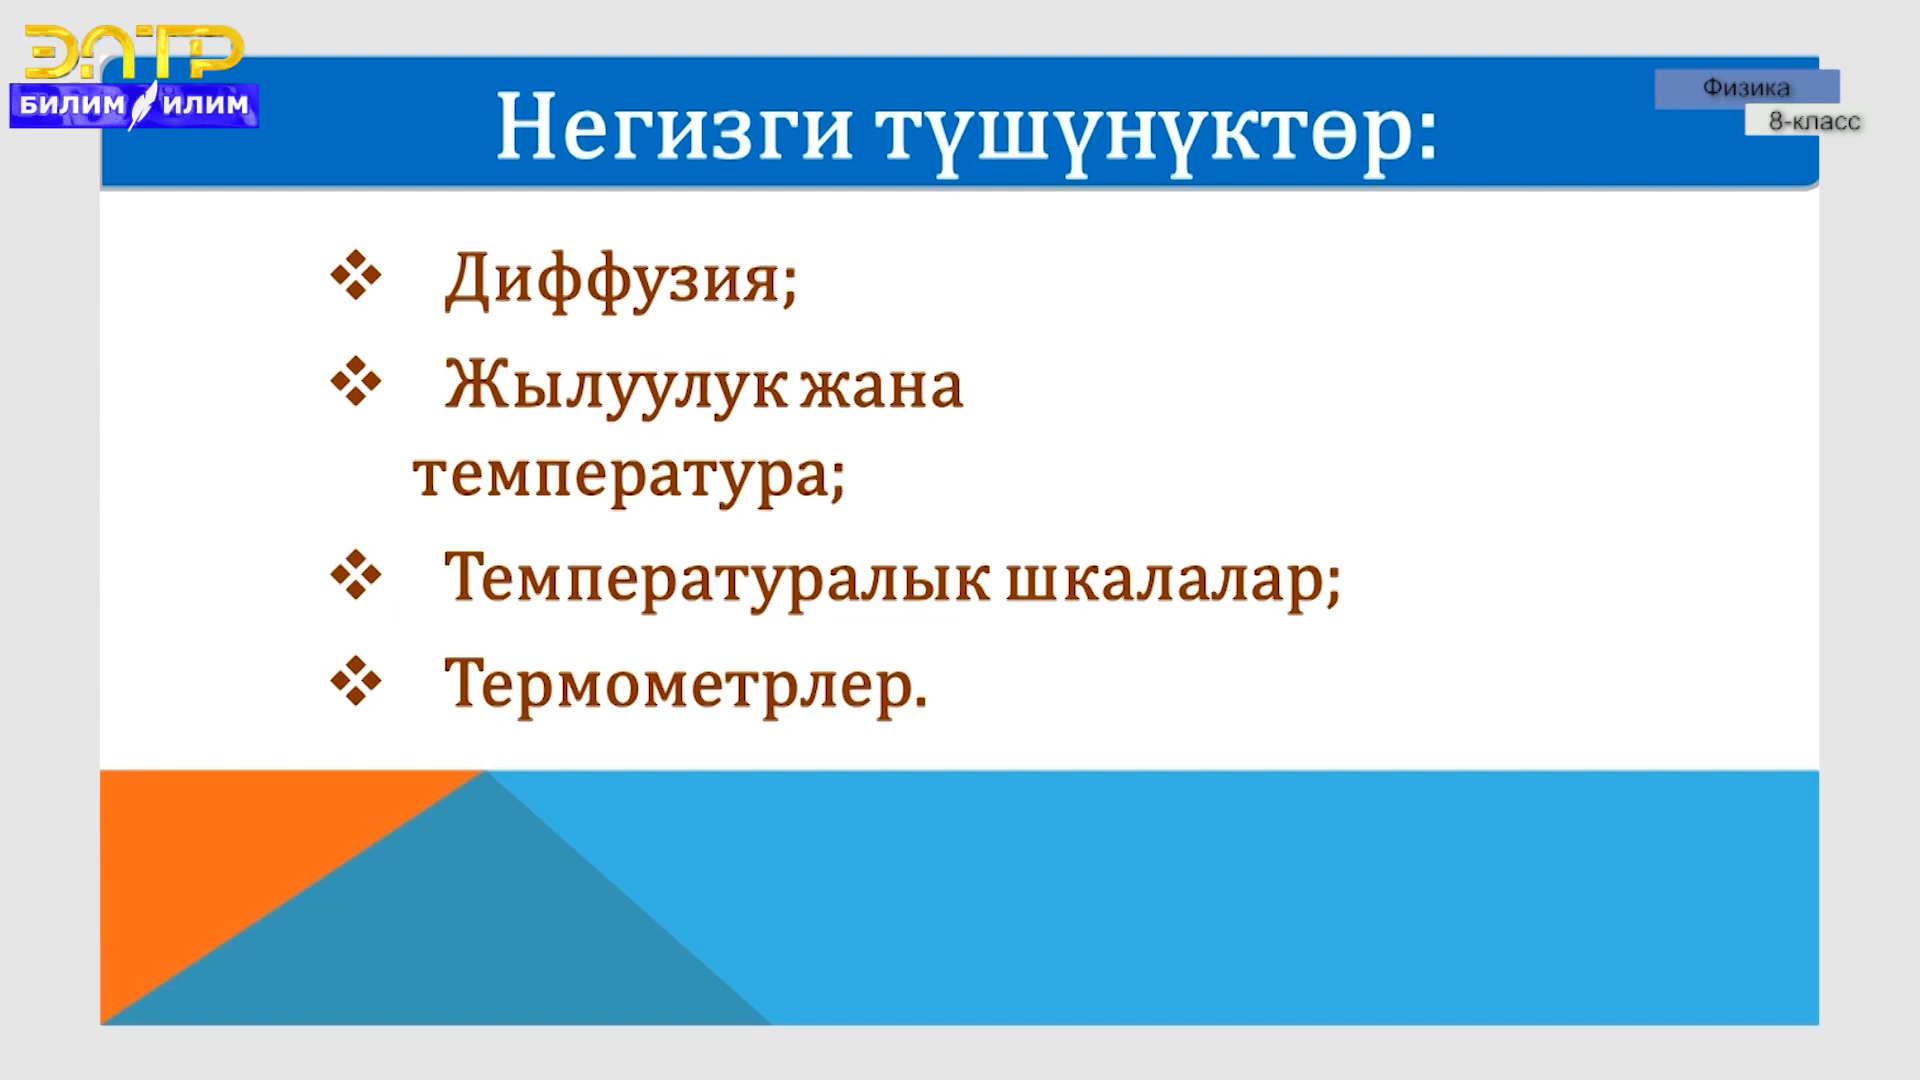 ЭЛТР
БИЛИМ ИЛИМ
Физика
8-класс
Негизги түшүнүктөр:
❖ Диффузия;
❖ Жылуулук жана
температура;
❖ Температуралык шкалалар;
❖ Термометрлер.